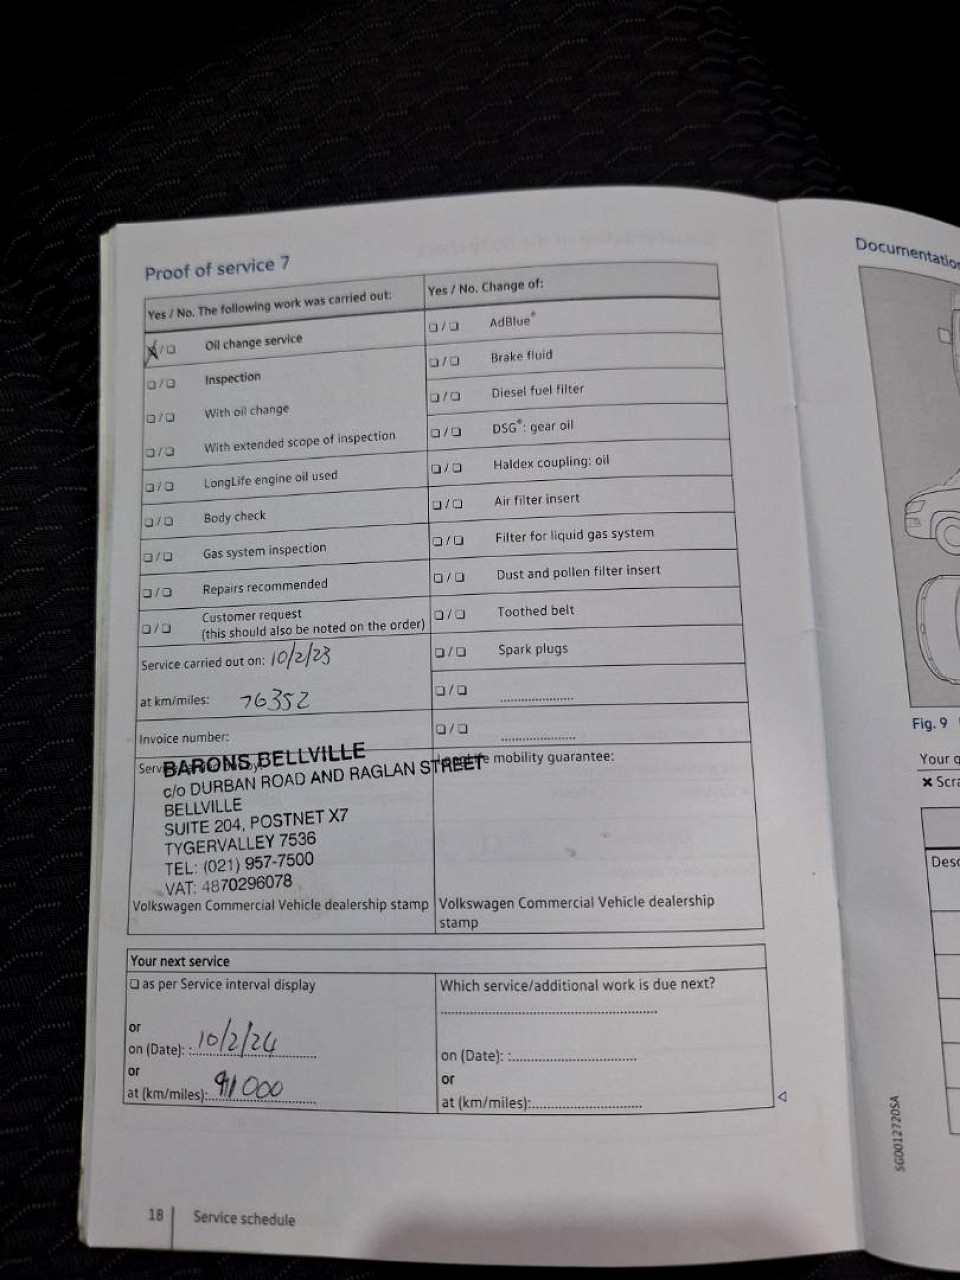 Proof of service 7
Yes / No. The following work was carried out:
Yes / No. Change of:
❑ / ❑ Oil change service
❑ / ❑ Inspection
❑ / ❑ With oil change
❑ / ❑ With extended scope of inspection
❑ / ❑ LongLife engine oil used
❑ / ❑ Body check
❑ / ❑ Gas system inspection
❑ / ❑ Repairs recommended
❑ / ❑ Customer request
(this should also be noted on the order)
❑ / ❑ AdBlue®
❑ / ❑ Brake fluid
❑ / ❑ Diesel fuel filter
❑ / ❑ DSG®: gear oil
❑ / ❑ Haldex coupling: oil
❑ / ❑ Air filter insert
❑ / ❑ Filter for liquid gas system
❑ / ❑ Dust and pollen filter insert
❑ / ❑ Toothed belt
❑ / ❑ Spark plugs
❑ / ❑ ....................
❑ / ❑ ....................
Service carried out on: 10/2/23
at km/miles: 76352
Invoice number:
BARONS BELLVILLE
c/o DURBAN ROAD AND RAGLAN STREET
BELLVILLE
SUITE 204, POSTNET X7
TYGERVALLEY 7536
TEL: (021) 957-7500
VAT: 4870296078
Volkswagen Commercial Vehicle dealership stamp
mobility guarantee:
Volkswagen Commercial Vehicle dealership
stamp
Your next service
❑ as per Service interval display
or
on (Date): : 10/2/24
or
at (km/miles): 91000
Which service/additional work is due next?
on (Date): :
or
at (km/miles):
18 Service schedule
Fig. 9
Your
SG0012720SA